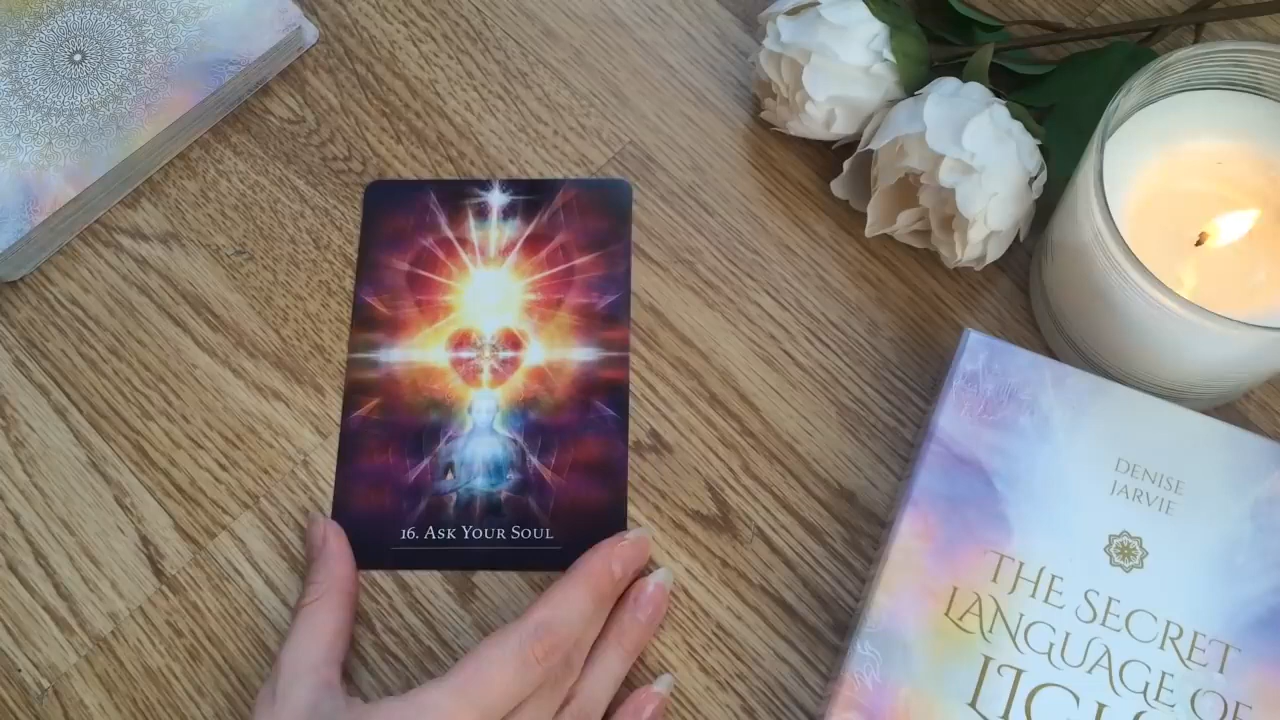 16. Ask Your Soul
DENISE
JARVIE
THE SECRET
LANGUAGE OF